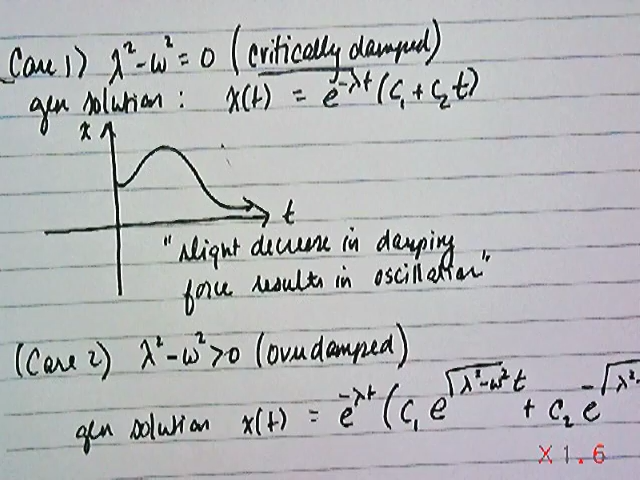 (Case 1) λ²-ω² = 0 (critically damped)
gen solution : x(t) = e^-λt (C₁ + C₂t)
x
t
"slight decrease in damping
force results in oscillation"
(Case 2) λ²-ω²>0 (overdamped)
gen solution x(t) = e^-λt (C₁ e^√λ²-ω² t + C₂ e^-√λ²-
X1.6